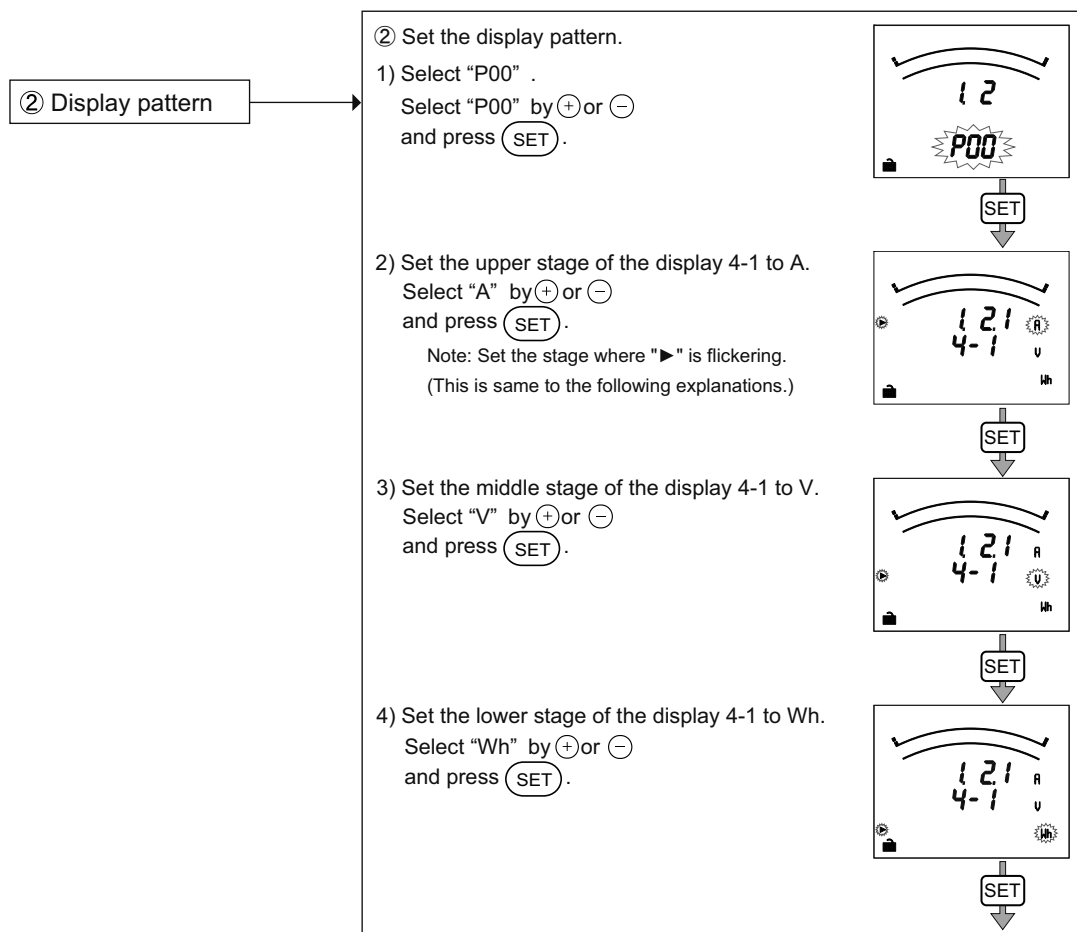 ② Display pattern
② Set the display pattern.
1) Select “P00” .
Select “P00” by ⊕ or ⊖
and press SET .
1. 2
P00
SET
2) Set the upper stage of the display 4-1 to A.
Select “A” by ⊕ or ⊖
and press SET .
Note: Set the stage where "►" is flickering.
(This is same to the following explanations.)
1. 2.1 A
4-1 V
Wh
SET
3) Set the middle stage of the display 4-1 to V.
Select “V” by ⊕ or ⊖
and press SET .
1. 2.1 A
4-1 V
Wh
SET
4) Set the lower stage of the display 4-1 to Wh.
Select “Wh” by ⊕ or ⊖
and press SET .
1. 2.1 A
4-1 V
Wh
SET